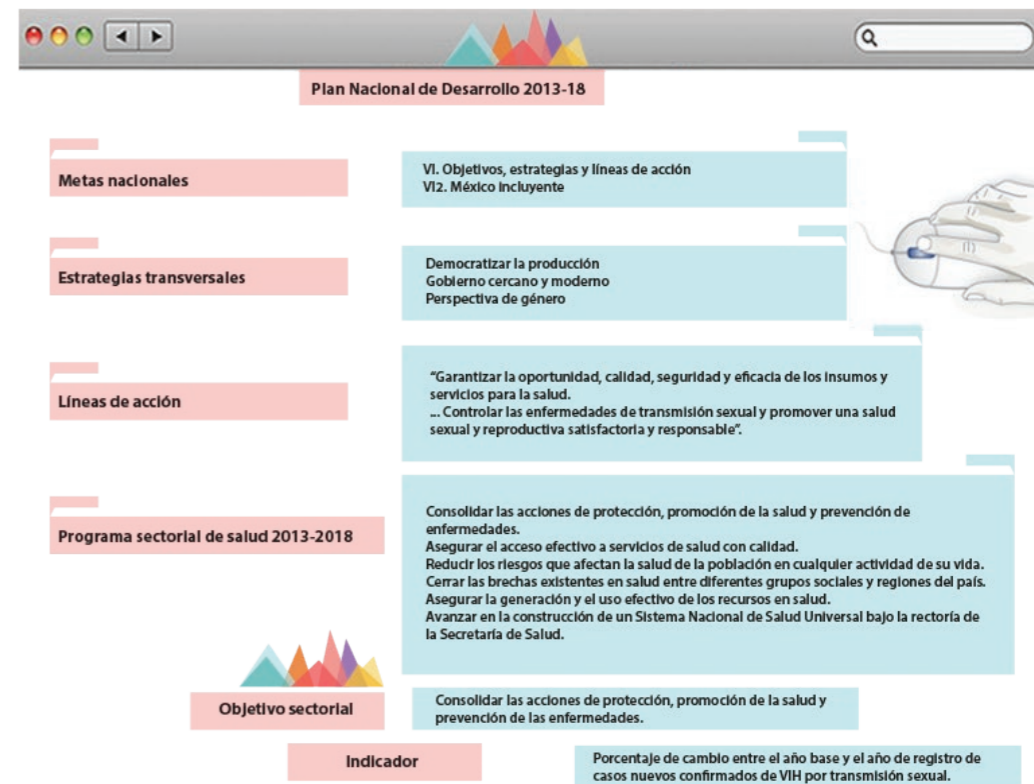 Plan Nacional de Desarrollo 2013-18
Metas nacionales
VI. Objetivos, estrategias y líneas de acción
VI2. México incluyente
Estrategias transversales
Democratizar la producción
Gobierno cercano y moderno
Perspectiva de género
Líneas de acción
“Garantizar la oportunidad, calidad, seguridad y eficacia de los insumos y
servicios para la salud.
... Controlar las enfermedades de transmisión sexual y promover una salud
sexual y reproductiva satisfactoria y responsable”.
Programa sectorial de salud 2013-2018
Consolidar las acciones de protección, promoción de la salud y prevención de
enfermedades.
Asegurar el acceso efectivo a servicios de salud con calidad.
Reducir los riesgos que afectan la salud de la población en cualquier actividad de su vida.
Cerrar las brechas existentes en salud entre diferentes grupos sociales y regiones del país.
Asegurar la generación y el uso efectivo de los recursos en salud.
Avanzar en la construcción de un Sistema Nacional de Salud Universal bajo la rectoría de
la Secretaría de Salud.
Objetivo sectorial
Consolidar las acciones de protección, promoción de la salud y
prevención de las enfermedades.
Indicador
Porcentaje de cambio entre el año base y el año de registro de
casos nuevos confirmados de VIH por transmisión sexual.